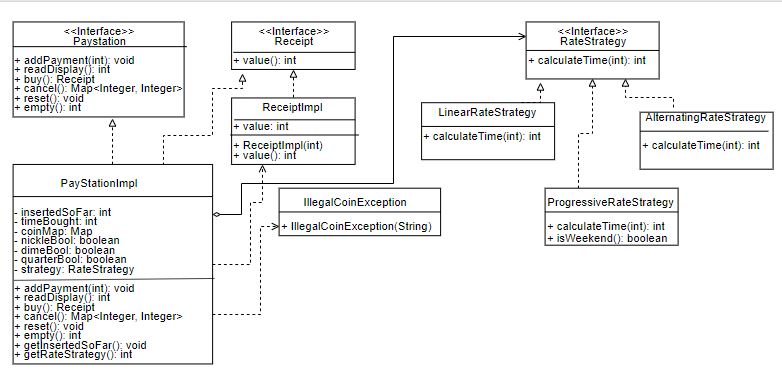 <<Interface>>
Paystation
+ addPayment(int): void
+ readDisplay(): int
+ buy(): Receipt
+ cancel(): Map<Integer, Integer>
+ reset(): void
+ empty(): int
<<Interface>>
Receipt
+ value(): int
<<Interface>>
RateStrategy
+ calculateTime(int): int
ReceiptImpl
+ value: int
+ ReceiptImpl(int)
+ value(): int
LinearRateStrategy
+ calculateTime(int): int
AlternatingRateStrategy
+ calculateTime(int): int
PayStationImpl
- insertedSoFar: int
- timeBought: int
- coinMap: Map
- nickleBool: boolean
- dimeBool: boolean
- quarterBool: boolean
- strategy: RateStrategy
+ addPayment(int): void
+ readDisplay(): int
+ buy(): Receipt
+ cancel(): Map<Integer, Integer>
+ reset(): void
+ empty(): int
+ getInsertedSoFar(): void
+ getRateStrategy(): int
IllegalCoinException
+ IllegalCoinException(String)
ProgressiveRateStrategy
+ calculateTime(int): int
+ isWeekend(): boolean